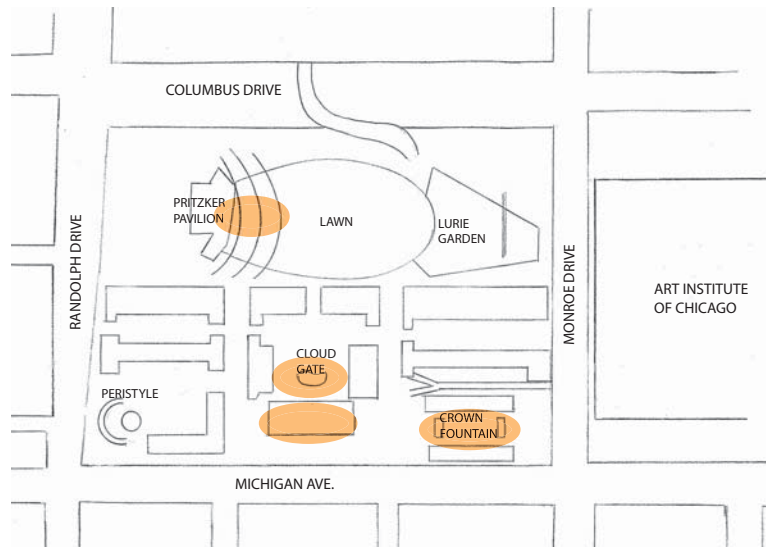 COLUMBUS DRIVE
PRITZKER
PAVILION
LAWN
LURIE
GARDEN
RANDOLPH DRIVE
MONROE DRIVE
ART INSTITUTE
OF CHICAGO
CLOUD
GATE
PERISTYLE
CROWN
FOUNTAIN
MICHIGAN AVE.